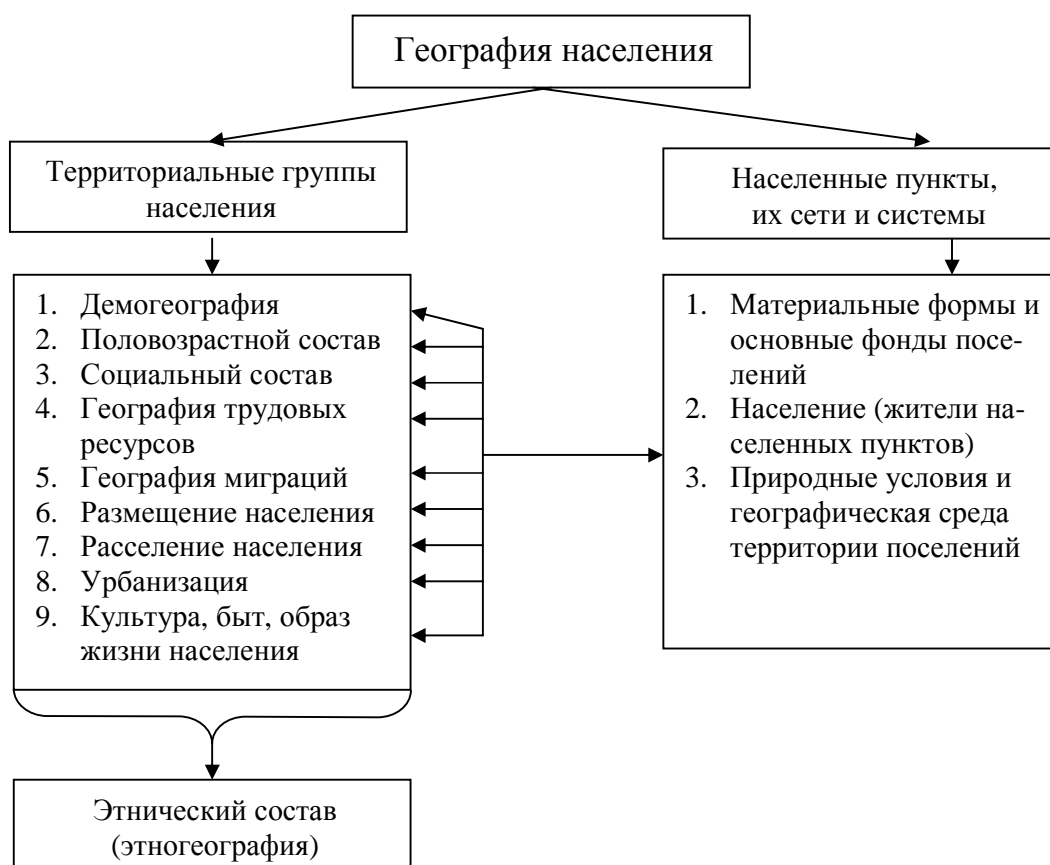 География населения
Территориальные группы
населения
Населенные пункты,
их сети и системы
1. Демогеография
2. Половозрастной состав
3. Социальный состав
4. География трудовых
ресурсов
5. География миграций
6. Размещение населения
7. Расселение населения
8. Урбанизация
9. Культура, быт, образ
жизни населения
1. Материальные формы и
основные фонды посе-
лений
2. Население (жители на-
селенных пунктов)
3. Природные условия и
географическая среда
территории поселений
Этнический состав
(этногеография)